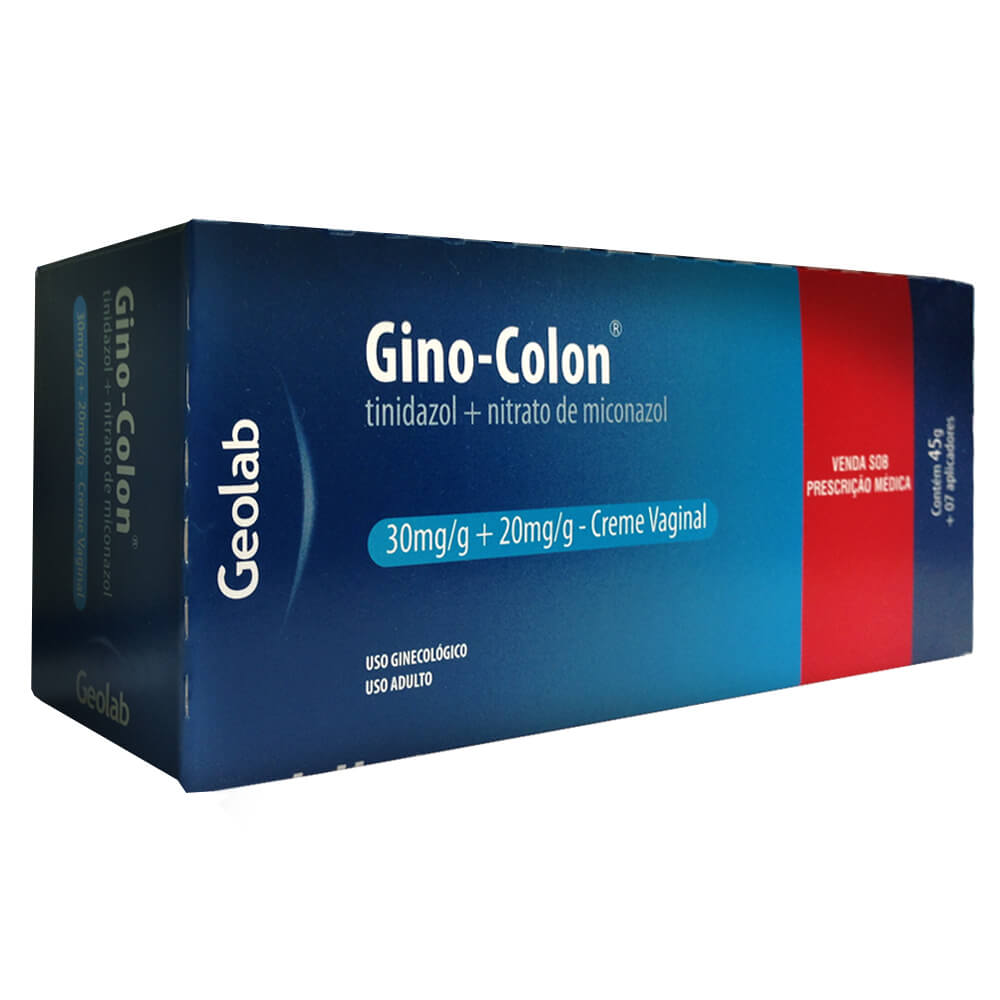 Gino-Colon®
tinidazol + nitrato de miconazol
30mg/g + 20mg/g - Creme Vaginal
Geolab
Geolab
Gino-Colon®
tinidazol + nitrato de miconazol
30mg/g + 20mg/g - Creme Vaginal
USO GINECOLÓGICO
USO ADULTO
VENDA SOB
PRESCRIÇÃO MÉDICA
Contém 45g
+ 07 aplicadores